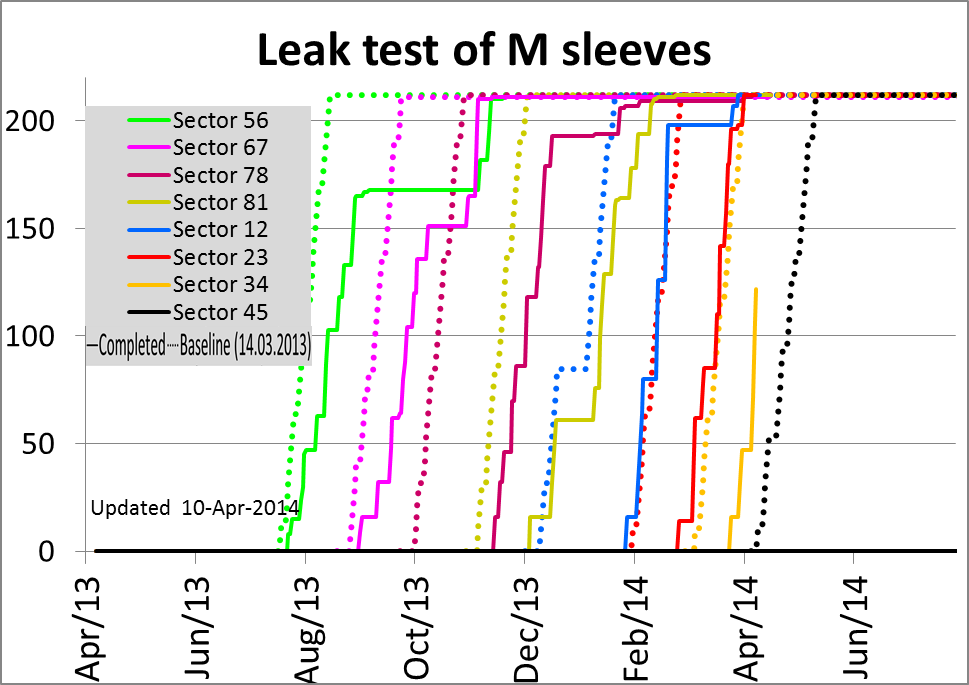 Leak test of M sleeves
200
150
100
50
0
Sector 56
Sector 67
Sector 78
Sector 81
Sector 12
Sector 23
Sector 34
Sector 45
—Completed ····· Baseline (14.03.2013)
Updated 10-Apr-2014
Apr/13
Jun/13
Aug/13
Oct/13
Dec/13
Feb/14
Apr/14
Jun/14